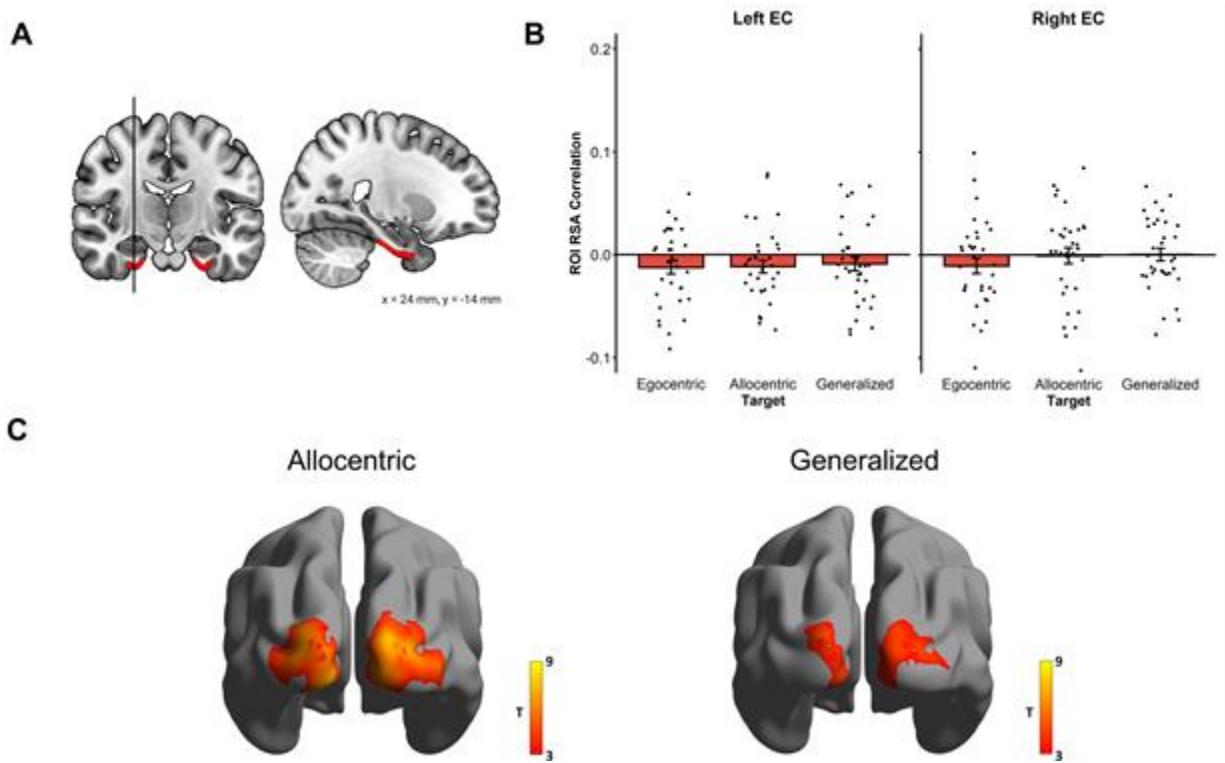 A
x = 24 mm, y = -14 mm
B
Left EC
Right EC
ROI RSA Correlation
0.2
0.1
0.0
-0.1
Egocentric
Allocentric
Generalized
Target
Egocentric
Allocentric
Generalized
Target
C
Allocentric
Generalized
9
T
3
9
T
3